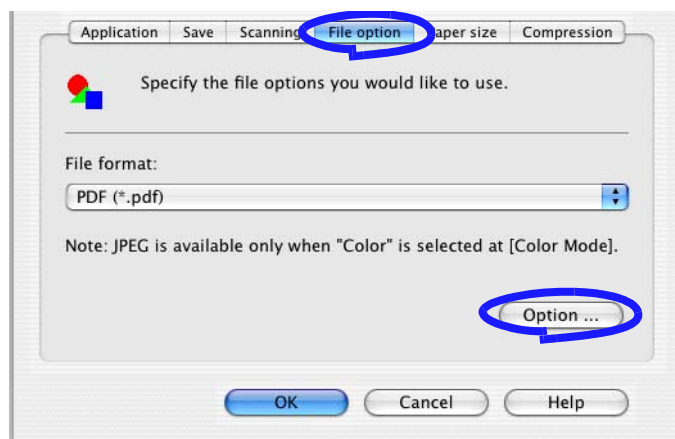 Application Save Scanning File option Paper size Compression
Specify the file options you would like to use.
File format:
PDF (*.pdf)
Note: JPEG is available only when "Color" is selected at [Color Mode].
Option ...
OK Cancel Help